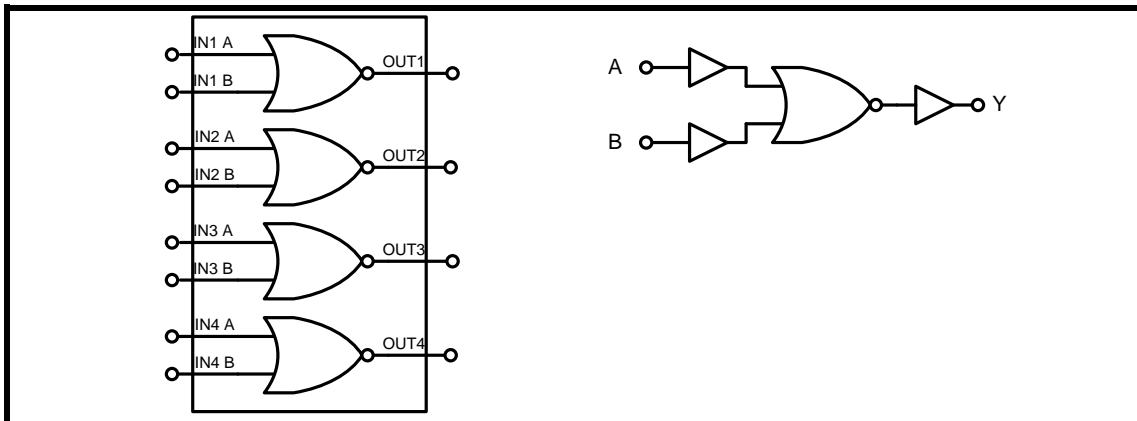 IN1 A
OUT1
IN1 B
IN2 A
OUT2
IN2 B
IN3 A
OUT3
IN3 B
IN4 A
OUT4
IN4 B
A
Y
B